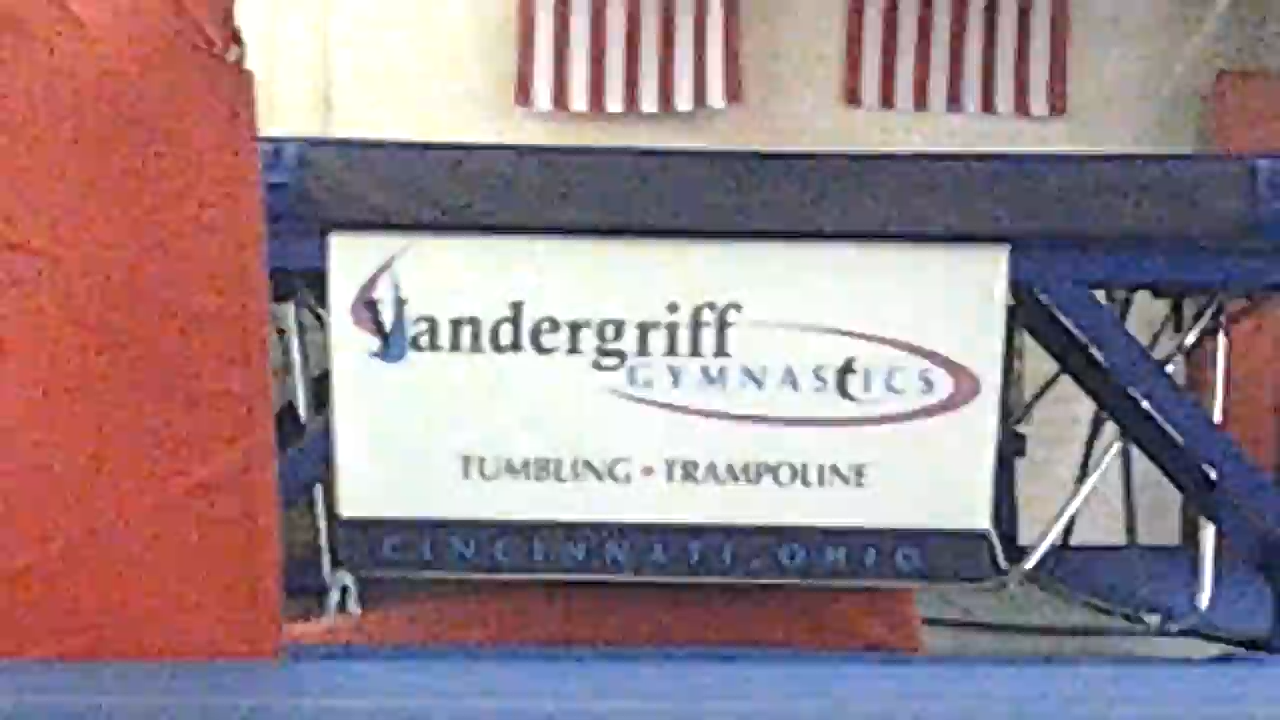 Vandergriff
GYMNAStICS
TUMBLING • TRAMPOLINE
CINCINNATI, OHIO